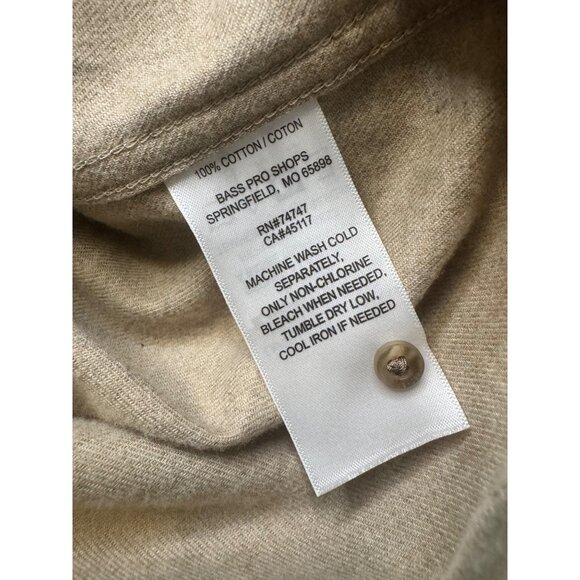 100% COTTON / COTON
BASS PRO SHOPS
SPRINGFIELD, MO 65898
RN#74747
CA#45117
MACHINE WASH COLD
SEPARATELY,
ONLY NON-CHLORINE
BLEACH WHEN NEEDED,
TUMBLE DRY LOW,
COOL IRON IF NEEDED